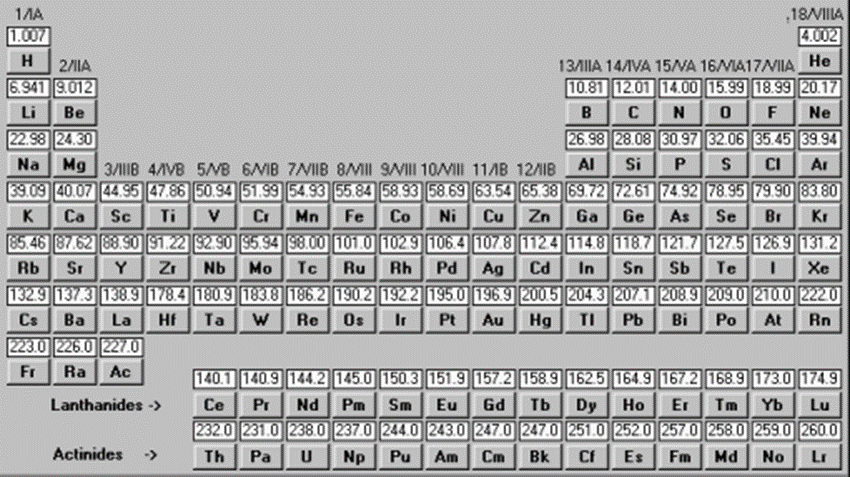 1/IA ,18/VIIIA
1.007 4.002
H He
2/IIA 13/IIIA 14/IVA 15/VA 16/VIA 17/VIIA
6.941 9.012 10.81 12.01 14.00 15.99 18.99 20.17
Li Be B C N O F Ne
22.98 24.30 26.98 28.08 30.97 32.06 35.45 39.94
Na Mg Al Si P S Cl Ar
3/IIIB 4/IVB 5/VB 6/VIB 7/VIIB 8/VIII 9/VIII 10/VIII 11/IB 12/IIB
39.09 40.07 44.95 47.86 50.94 51.99 54.93 55.84 58.93 58.69 63.54 65.38 69.72 72.61 74.92 78.95 79.90 83.80
K Ca Sc Ti V Cr Mn Fe Co Ni Cu Zn Ga Ge As Se Br Kr
85.46 87.62 88.90 91.22 92.90 95.94 98.00 101.0 102.9 106.4 107.8 112.4 114.8 118.7 121.7 127.5 126.9 131.2
Rb Sr Y Zr Nb Mo Tc Ru Rh Pd Ag Cd In Sn Sb Te I Xe
132.9 137.3 138.9 178.4 180.9 183.8 186.2 190.2 192.2 195.0 196.9 200.5 204.3 207.1 208.9 209.0 210.0 222.0
Cs Ba La Hf Ta W Re Os Ir Pt Au Hg Tl Pb Bi Po At Rn
223.0 226.0 227.0
Fr Ra Ac
140.1 140.9 144.2 145.0 150.3 151.9 157.2 158.9 162.5 164.9 167.2 168.9 173.0 174.9
Lanthanides -> Ce Pr Nd Pm Sm Eu Gd Tb Dy Ho Er Tm Yb Lu
232.0 231.0 238.0 237.0 244.0 243.0 247.0 247.0 251.0 252.0 257.0 258.0 259.0 260.0
Actinides -> Th Pa U Np Pu Am Cm Bk Cf Es Fm Md No Lr